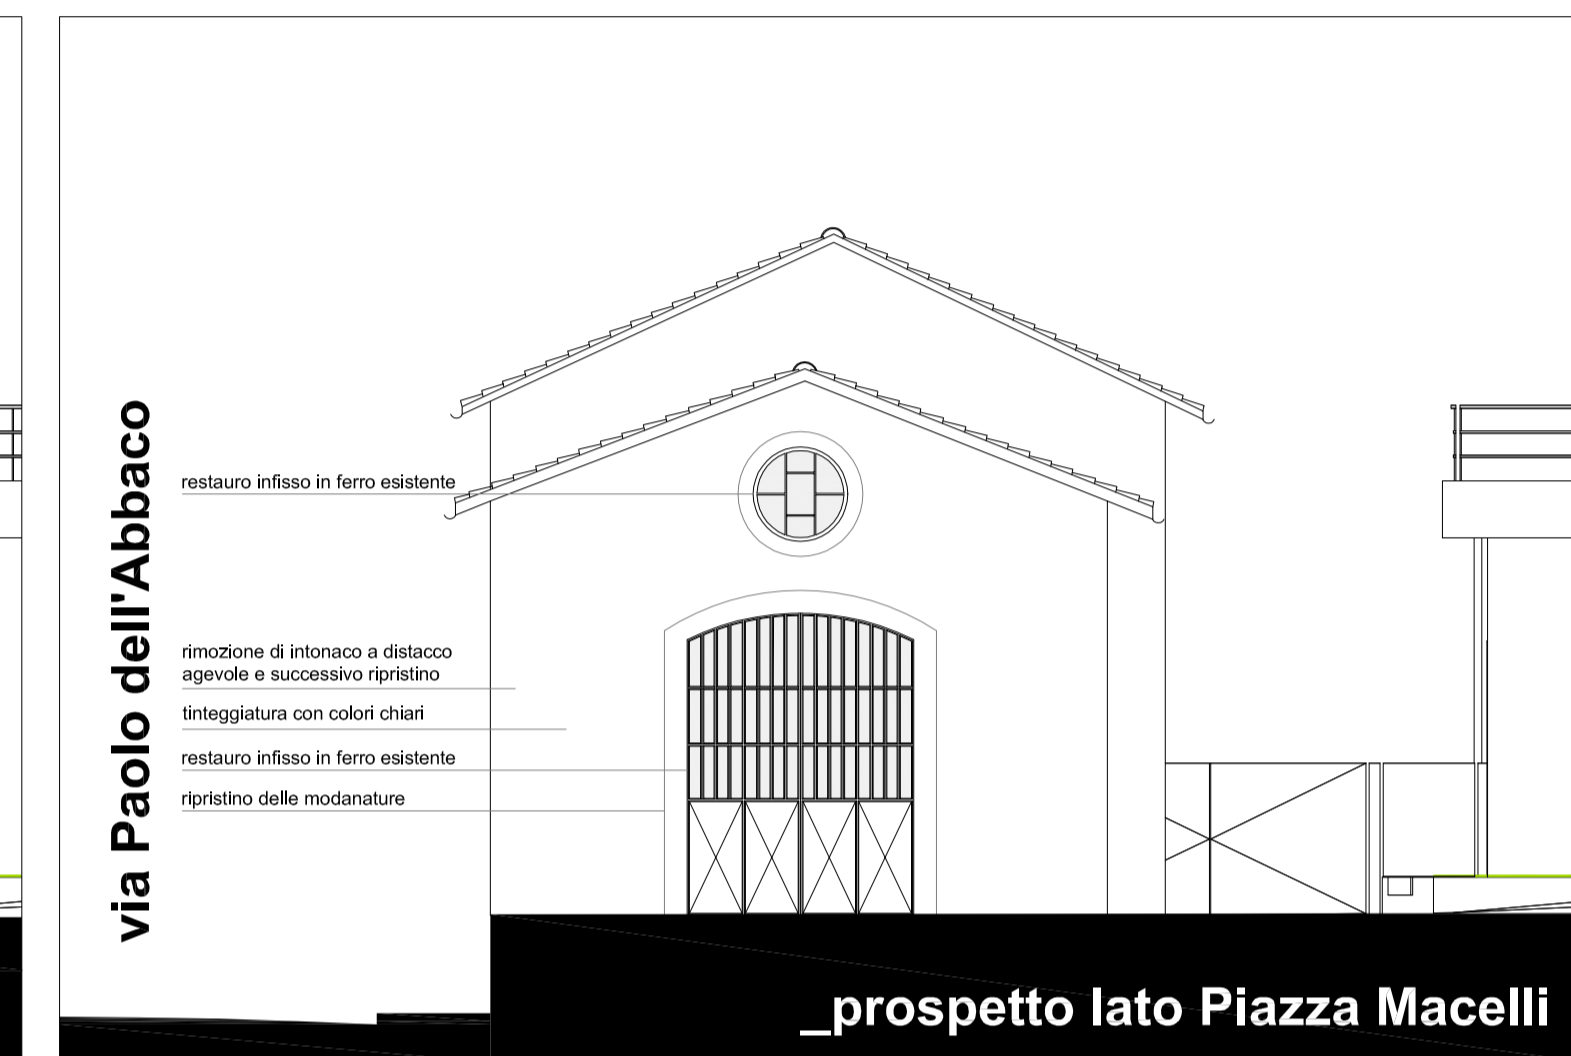 via Paolo dell'Abbaco
restauro infisso in ferro esistente
rimozione di intonaco a distacco
agevole e successivo ripristino
tinteggiatura con colori chiari
restauro infisso in ferro esistente
ripristino delle modanature
_prospetto lato Piazza Macelli